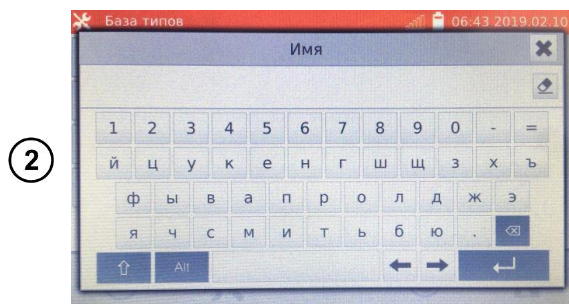 База типов 06:43 2019.02.10
Имя
1 2 3 4 5 6 7 8 9 0 - =
й ц у к е н г ш щ з х ъ
ф ы в а п р о л д ж э
я ч с м и т ь б ю .
Alt
2